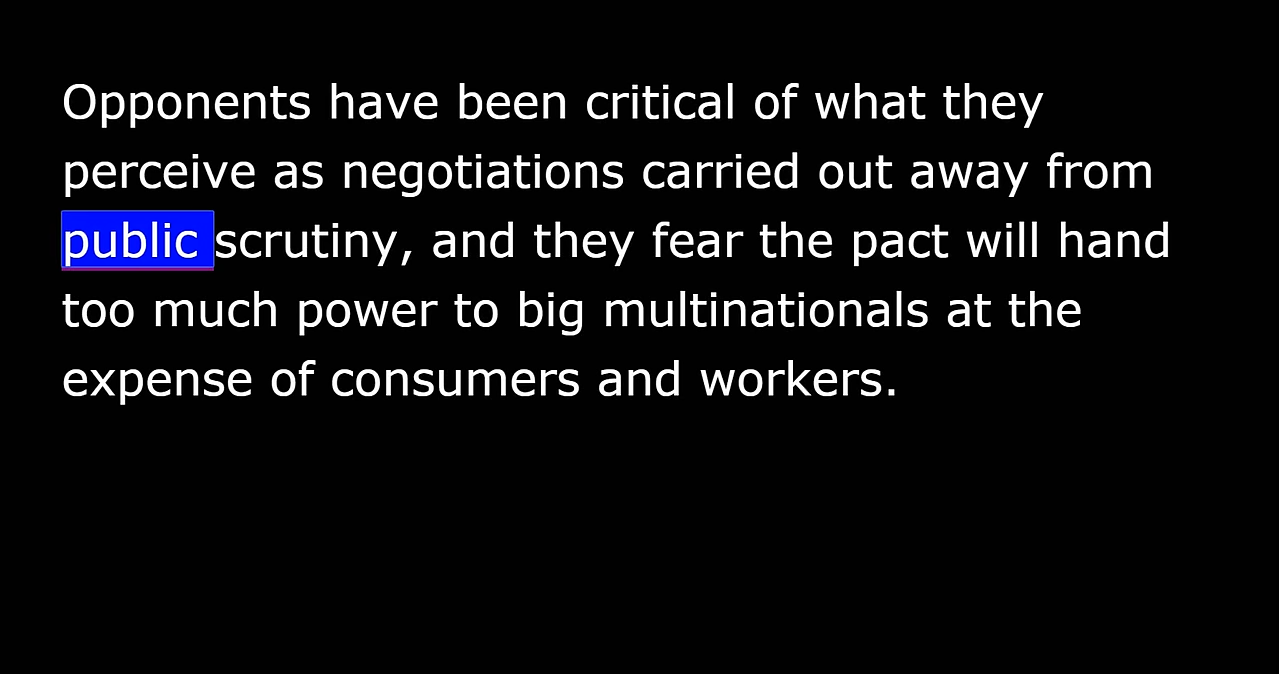 Opponents have been critical of what they
perceive as negotiations carried out away from
public scrutiny, and they fear the pact will hand
too much power to big multinationals at the
expense of consumers and workers.